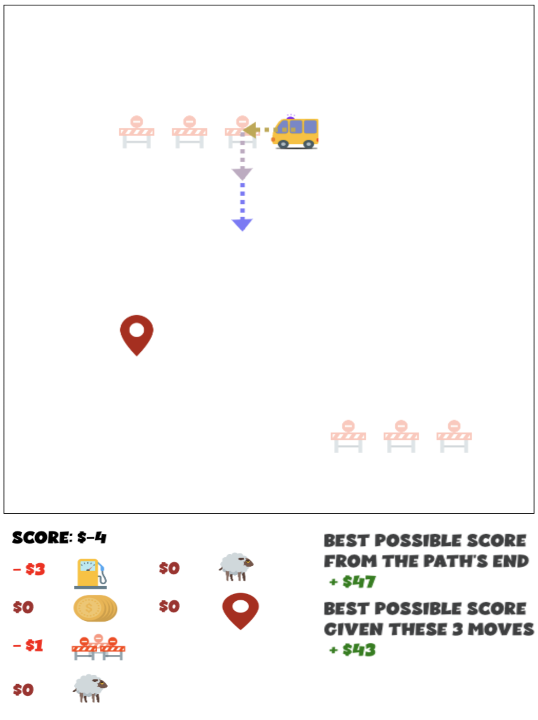 SCORE: $-4
- $3
$0
$0
$0
- $1
$0
BEST POSSIBLE SCORE
FROM THE PATH'S END
+ $47
BEST POSSIBLE SCORE
GIVEN THESE 3 MOVES
+ $43